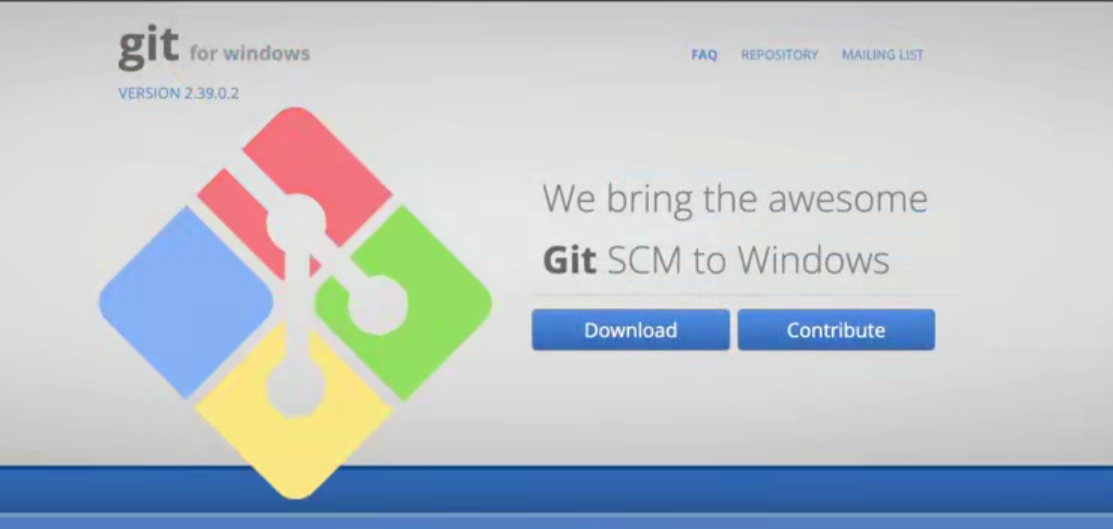 git for windows
FAQ REPOSITORY MAILING LIST
VERSION 2.39.0.2
We bring the awesome
Git SCM to Windows
Download Contribute